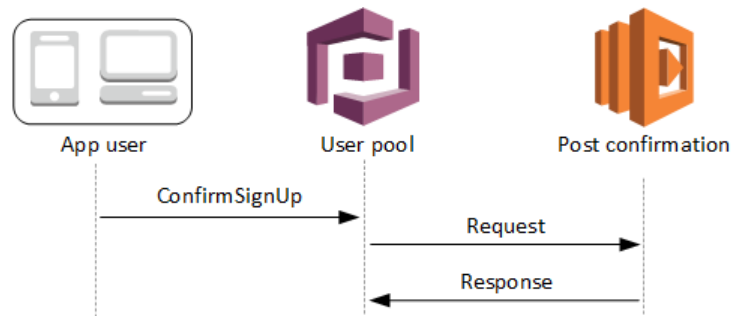 App user
User pool
Post confirmation
ConfirmSignUp
Request
Response